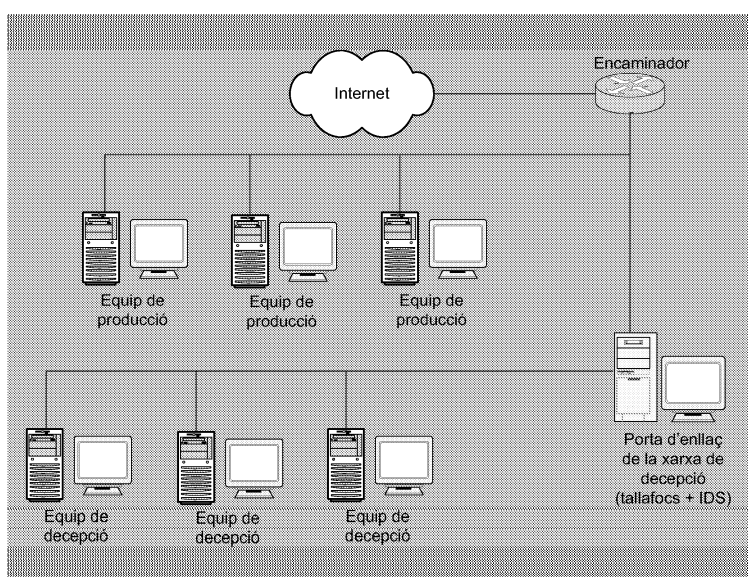 Encaminador
Internet
Equip de
producció
Equip de
producció
Equip de
producció
Porta d'enllaç
de la xarxa de
decepció
(tallafocs + IDS)
Equip de
decepció
Equip de
decepció
Equip de
decepció